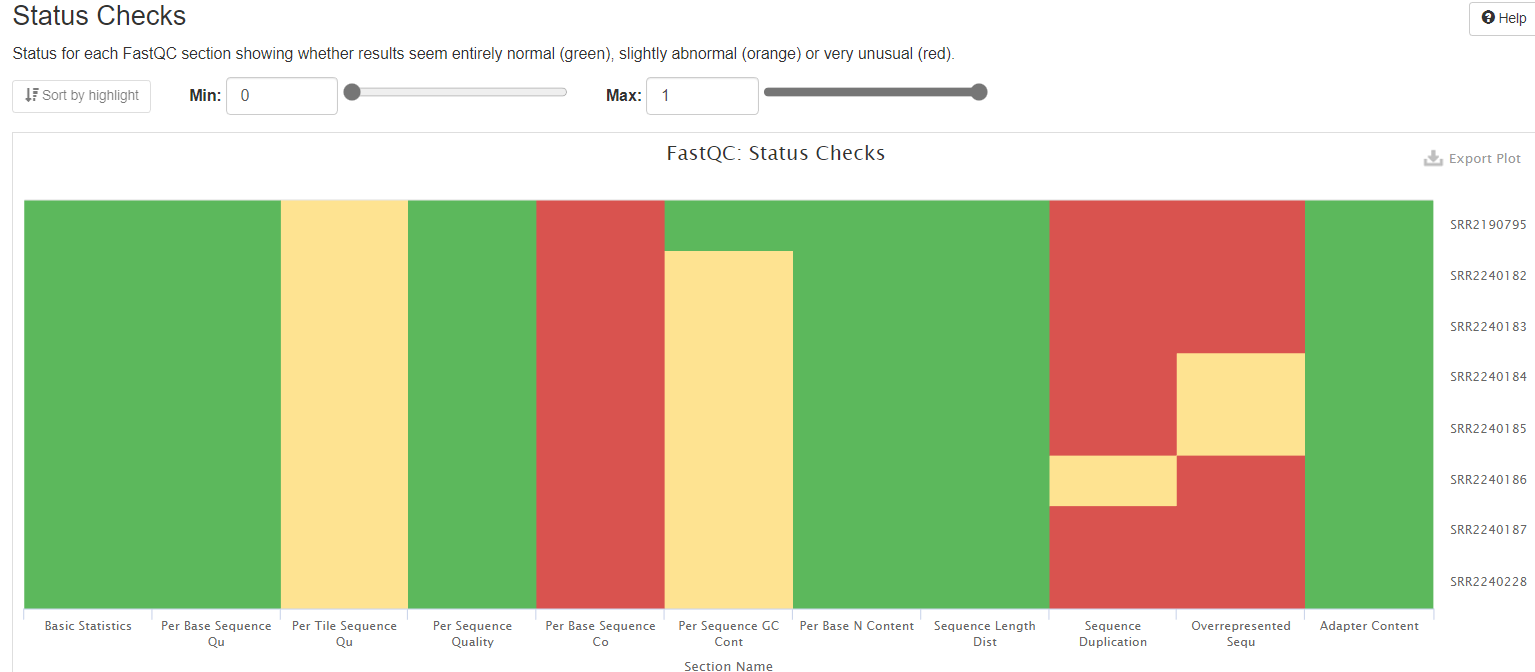 Status Checks
Help
Status for each FastQC section showing whether results seem entirely normal (green), slightly abnormal (orange) or very unusual (red).
Sort by highlight Min: 0 Max: 1
FastQC: Status Checks
Export Plot
SRR2190795
SRR2240182
SRR2240183
SRR2240184
SRR2240185
SRR2240186
SRR2240187
SRR2240228
Basic Statistics
Per Base Sequence
Qu
Per Tile Sequence
Qu
Per Sequence
Quality
Per Base Sequence
Co
Per Sequence GC
Cont
Per Base N Content
Sequence Length
Dist
Sequence
Duplication
Overrepresented
Sequ
Adapter Content
Section Name